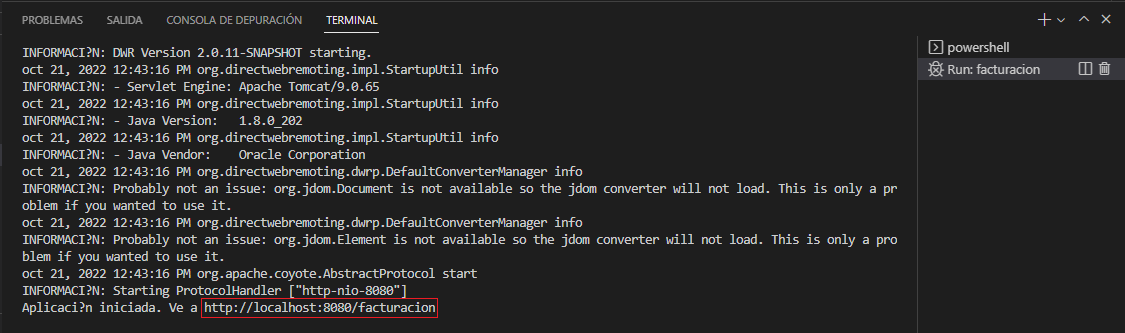 PROBLEMAS SALIDA CONSOLA DE DEPURACIÓN TERMINAL
INFORMACI?N: DWR Version 2.0.11-SNAPSHOT starting.
oct 21, 2022 12:43:16 PM org.directwebremoting.impl.StartupUtil info
INFORMACI?N: - Servlet Engine: Apache Tomcat/9.0.65
oct 21, 2022 12:43:16 PM org.directwebremoting.impl.StartupUtil info
INFORMACI?N: - Java Version:   1.8.0_202
oct 21, 2022 12:43:16 PM org.directwebremoting.impl.StartupUtil info
INFORMACI?N: - Java Vendor:    Oracle Corporation
oct 21, 2022 12:43:16 PM org.directwebremoting.dwrp.DefaultConverterManager info
INFORMACI?N: Probably not an issue: org.jdom.Document is not available so the jdom converter will not load. This is only a pr
oblem if you wanted to use it.
oct 21, 2022 12:43:16 PM org.directwebremoting.dwrp.DefaultConverterManager info
INFORMACI?N: Probably not an issue: org.jdom.Element is not available so the jdom converter will not load. This is only a pro
blem if you wanted to use it.
oct 21, 2022 12:43:16 PM org.apache.coyote.AbstractProtocol start
INFORMACI?N: Starting ProtocolHandler ["http-nio-8080"]
Aplicaci?n iniciada. Ve a http://localhost:8080/facturacion
powershell
Run: facturacion